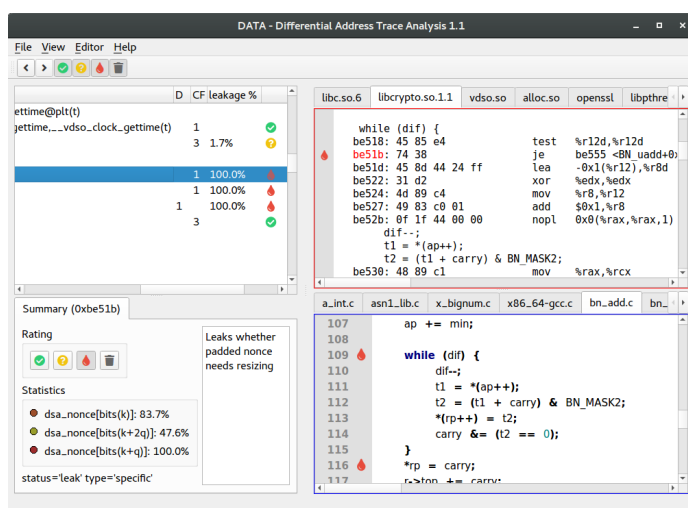 DATA - Differential Address Trace Analysis 1.1
File View Editor Help
D CF leakage %
ettime@plt(t)
gettime,__vdso_clock_gettime(t) 1
3 1.7%
1 100.0%
1 100.0%
1 100.0%
3
Summary (0xbe51b)
Rating
Leaks whether
padded nonce
needs resizing
Statistics
dsa_nonce[bits(k)]: 83.7%
dsa_nonce[bits(k+2q)]: 47.6%
dsa_nonce[bits(k+q)]: 100.0%
status='leak' type='specific'
libc.so.6 libcrypto.so.1.1 vdso.so alloc.so openssl libpthre
while (dif) {
be518: 45 85 e4 test %r12d,%r12d
be51b: 74 38 je be555 <BN_uadd+0x
be51d: 45 8d 44 24 ff lea -0x1(%r12),%r8d
be522: 31 d2 xor %edx,%edx
be524: 4d 89 c4 mov %r8,%r12
be527: 49 83 c0 01 add $0x1,%r8
be52b: 0f 1f 44 00 00 nopl 0x0(%rax,%rax,1)
dif--;
t1 = *(ap++);
t2 = (t1 + carry) & BN_MASK2;
be530: 48 89 c1 mov %rax,%rcx
a_int.c asn1_lib.c x_bignum.c x86_64-gcc.c bn_add.c bn_
107 ap += min;
108
109 while (dif) {
110 dif--;
111 t1 = *(ap++);
112 t2 = (t1 + carry) & BN_MASK2;
113 *(rp++) = t2;
114 carry &= (t2 == 0);
115 }
116 *rp = carry;
117 r->top += carry;